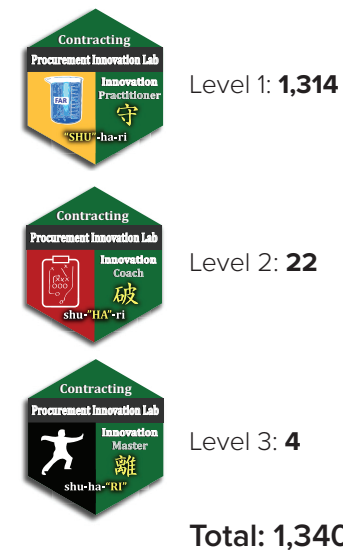 Contracting
Procurement Innovation Lab
Innovation
Practitioner
FAR
守
"SHU"-ha-ri
Level 1: 1,314
Contracting
Procurement Innovation Lab
Innovation
Coach
破
shu-"HA"-ri
Level 2: 22
Contracting
Procurement Innovation Lab
Innovation
Master
離
shu-ha-"RI"
Level 3: 4
Total: 1,340